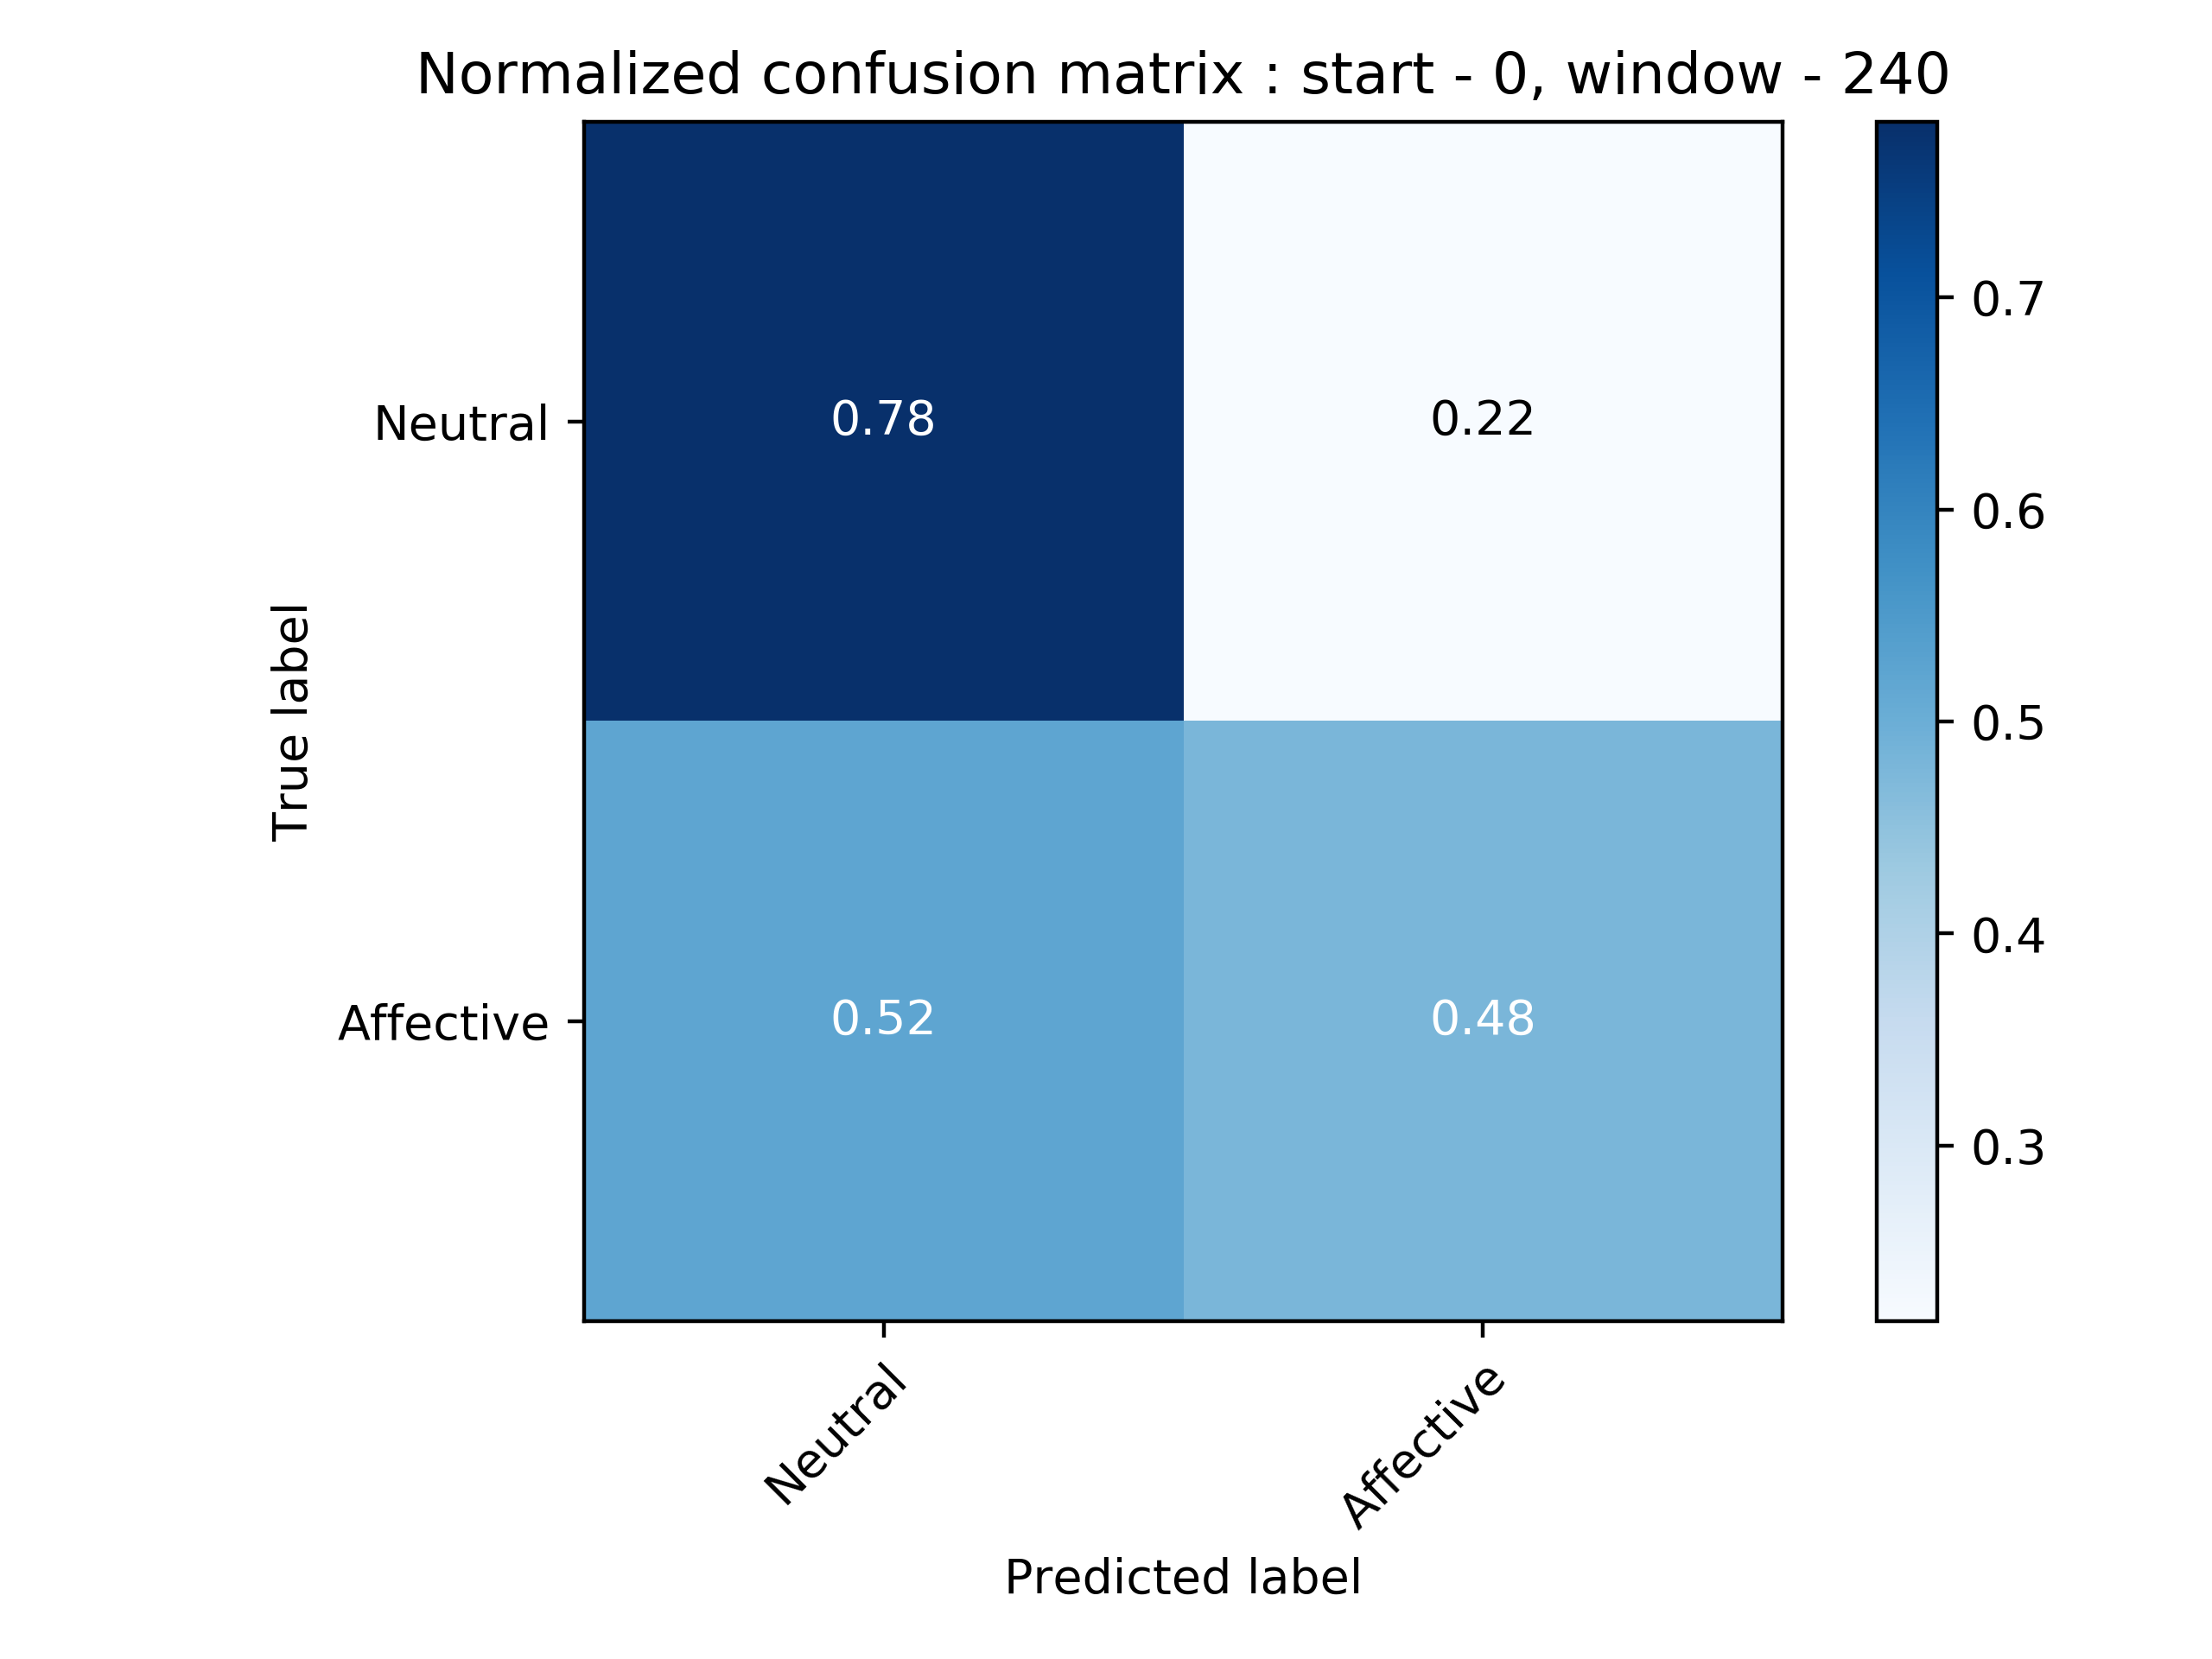 Normalized confusion matrix : start - 0, window - 240
Neutral
0.78
0.22
0.7
0.6
True label
0.5
0.4
Affective
0.52
0.48
0.3
Neutral
Affective
Predicted label